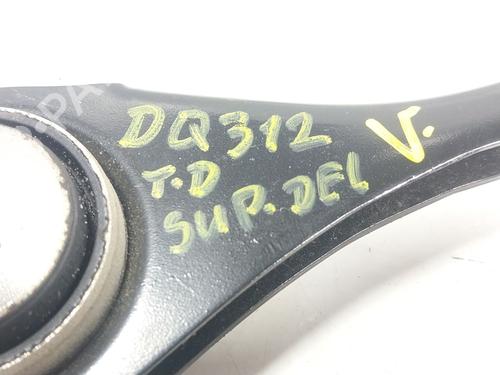 DQ312 V.
T.D
SUP. DEL